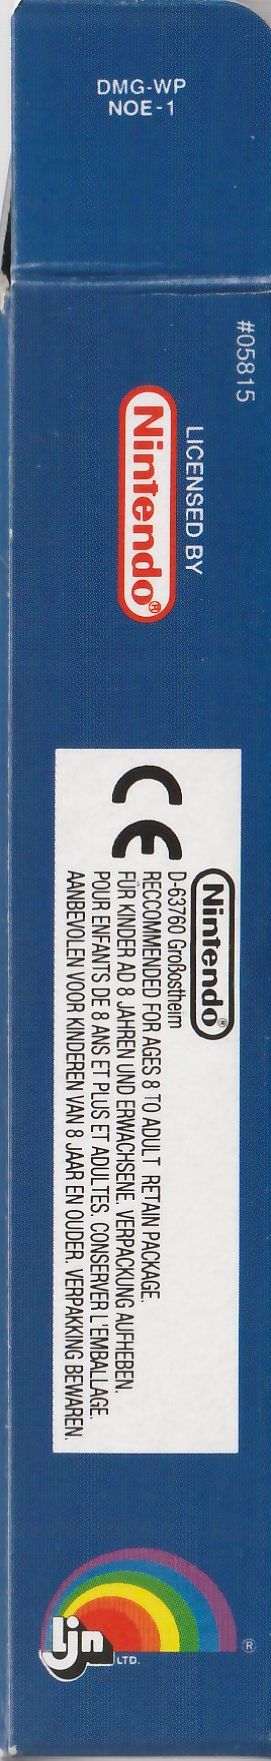 DMG-WP
NOE-1
#05815
LICENSED BY
Nintendo®
Nintendo®
CE
D-63760 Großostheim
RECCOMMENDED FOR AGES 8 TO ADULT RETAIN PACKAGE.
FÜR KINDER AD 8 JAHREN UND ERWACHSENE. VERPACKUNG AUFHEBEN.
POUR ENFANTS DE 8 ANS ET PLUS ET ADULTES. CONSERVER L'EMBALLAGE.
AANBEVOLEN VOOR KINDEREN VAN 8 JAAR EN OUDER. VERPAKKING BEWAREN.
®
ljn LTD.